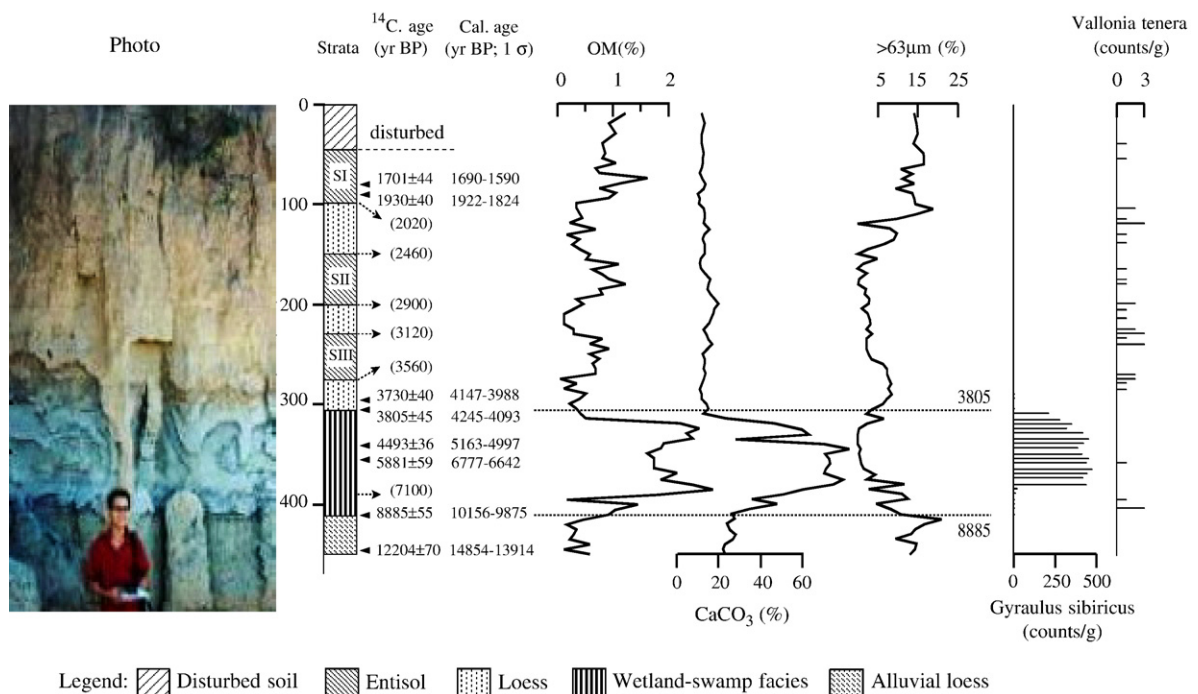 Photo
Strata
14C. age
(yr BP)
Cal. age
(yr BP; 1 σ)
OM(%)
0 1 2
>63μm (%)
5 15 25
Vallonia tenera
(counts/g)
0 3
0
100
200
300
400
disturbed
SI
1701±44 1690-1590
1930±40 1922-1824
(2020)
(2460)
SII
(2900)
(3120)
SIII
(3560)
3730±40 4147-3988
3805
3805±45 4245-4093
4493±36 5163-4997
5881±59 6777-6642
(7100)
8885±55 10156-9875
8885
12204±70 14854-13914
0 20 40 60
CaCO3 (%)
0 250 500
Gyraulus sibiricus
(counts/g)
Legend: Disturbed soil Entisol Loess Wetland-swamp facies Alluvial loess